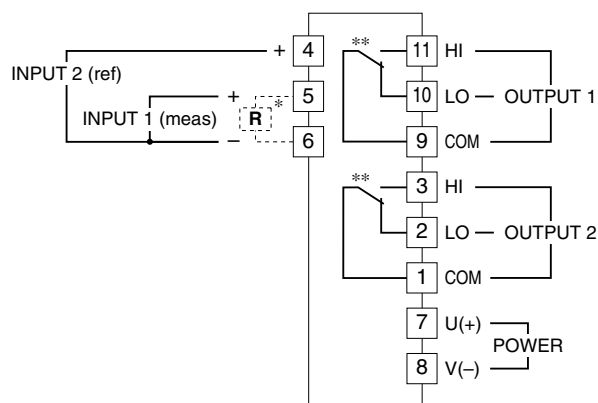 + 4
INPUT 2 (ref)
+ 5
INPUT 1 (meas)
R *
– 6
** 11 HI
10 LO
OUTPUT 1
9 COM
** 3 HI
2 LO
OUTPUT 2
1 COM
7 U(+)
POWER
8 V(–)